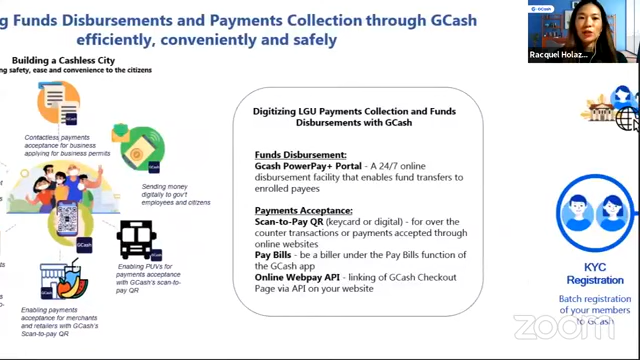 g Funds Disbursements and Payments Collection through GCash
efficiently, conveniently and safely
Building a Cashless City
ng safety, ease and convenience to the citizens
Contactless payments
acceptance for business
applying for business permits
GCash
Sending money
digitally to gov't
employees and citizens
GCash
Enabling PUVs for
payments acceptance
with GCash's scan-to
pay QR
Enabling payments
acceptance for merchants
and retailers with GCash's
Scan-to-pay QR
Digitizing LGU Payments Collection and Funds
Disbursements with GCash
Funds Disbursement:
Gcash PowerPay+ Portal - A 24/7 online
disbursement facility that enables fund transfers to
enrolled payees
Payments Acceptance:
Scan-to-Pay QR (keycard or digital) - for over the
counter transactions or payments accepted through
online websites
Pay Bills - be a biller under the Pay Bills function of
the GCash app
Online Webpay API - linking of GCash Checkout
Page via API on your website
GCash
Racquel Holaz...
KYC
Registration
Batch registration
of your members
to GCash
zoom